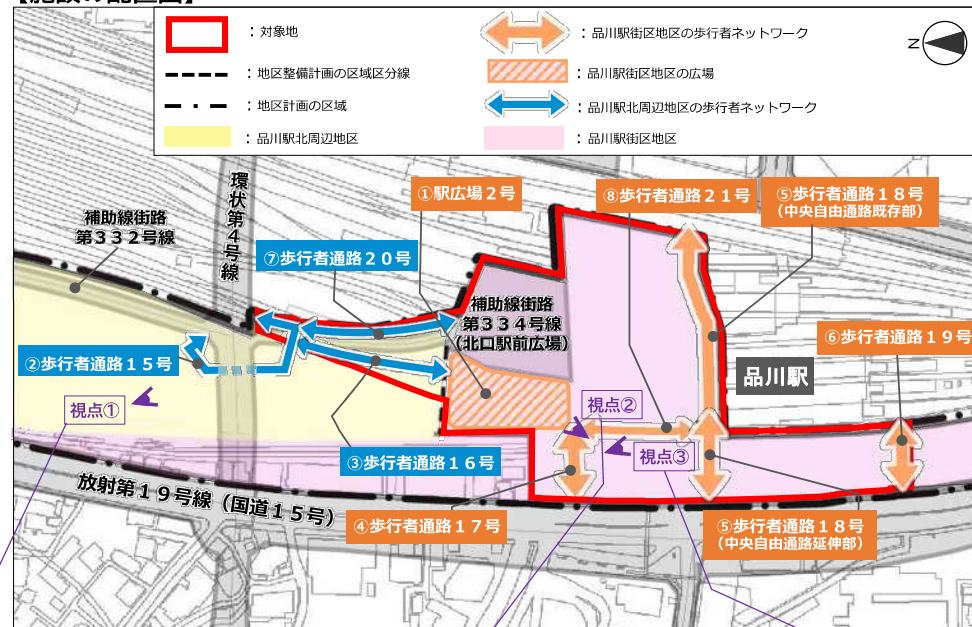 【施設の配置図】
：対象地
：品川駅街区地区の歩行者ネットワーク
N
：地区整備計画の区域区分線
：品川駅街区地区の広場
：地区計画の区域
：品川駅北周辺地区の歩行者ネットワーク
：品川駅北周辺地区
：品川駅街区地区
環状第４号線
①駅広場２号
⑧歩行者通路２１号
⑤歩行者通路１８号
（中央自由通路既存部）
補助線街路
第３３２号線
⑦歩行者通路２０号
補助線街路
第３３４号線
（北口駅前広場）
⑥歩行者通路１９号
②歩行者通路１５号
品川駅
視点①
視点②
視点③
③歩行者通路１６号
放射第１９号線（国道１５号）
④歩行者通路１７号
⑤歩行者通路１８号
（中央自由通路延伸部）